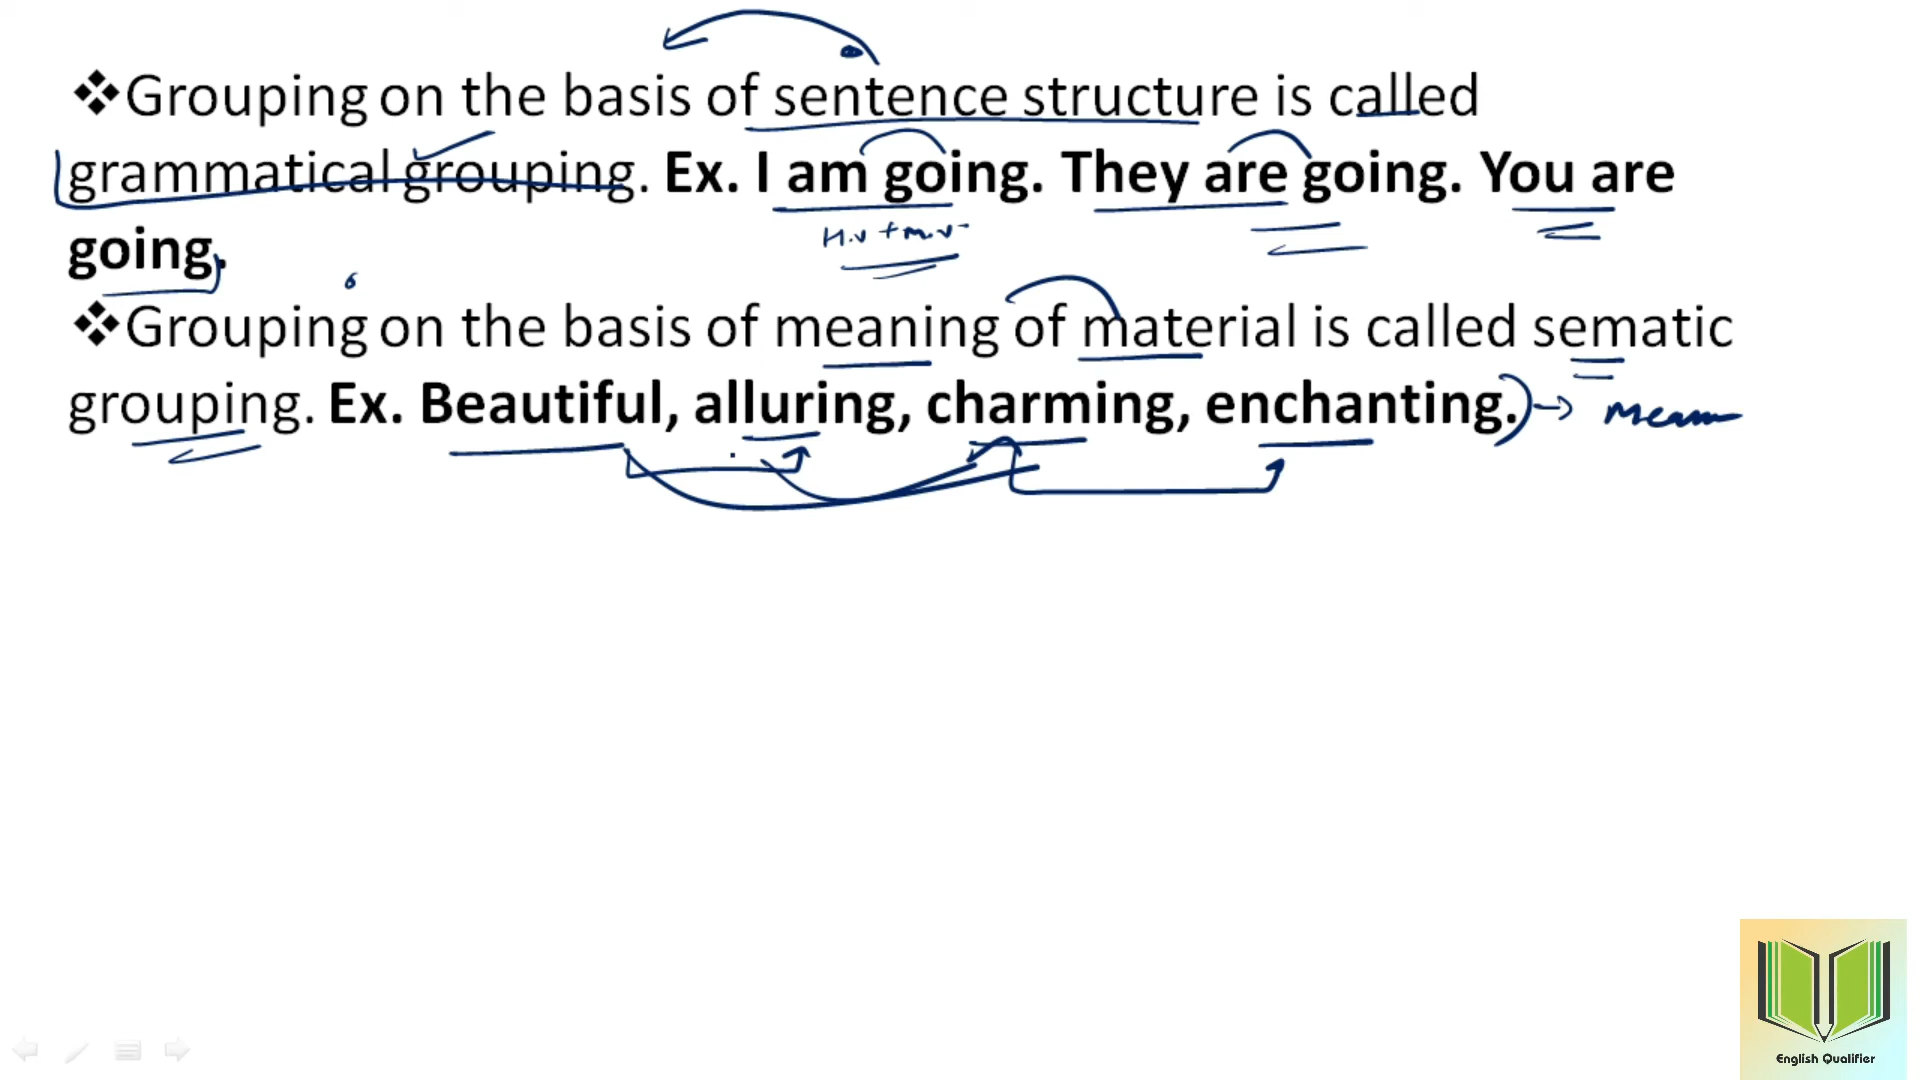 ❖Grouping on the basis of sentence structure is called
grammatical grouping. Ex. I am going. They are going. You are
H.v + m.v
going.
❖Grouping on the basis of meaning of material is called sematic
grouping. Ex. Beautiful, alluring, charming, enchanting.
English Qualifier